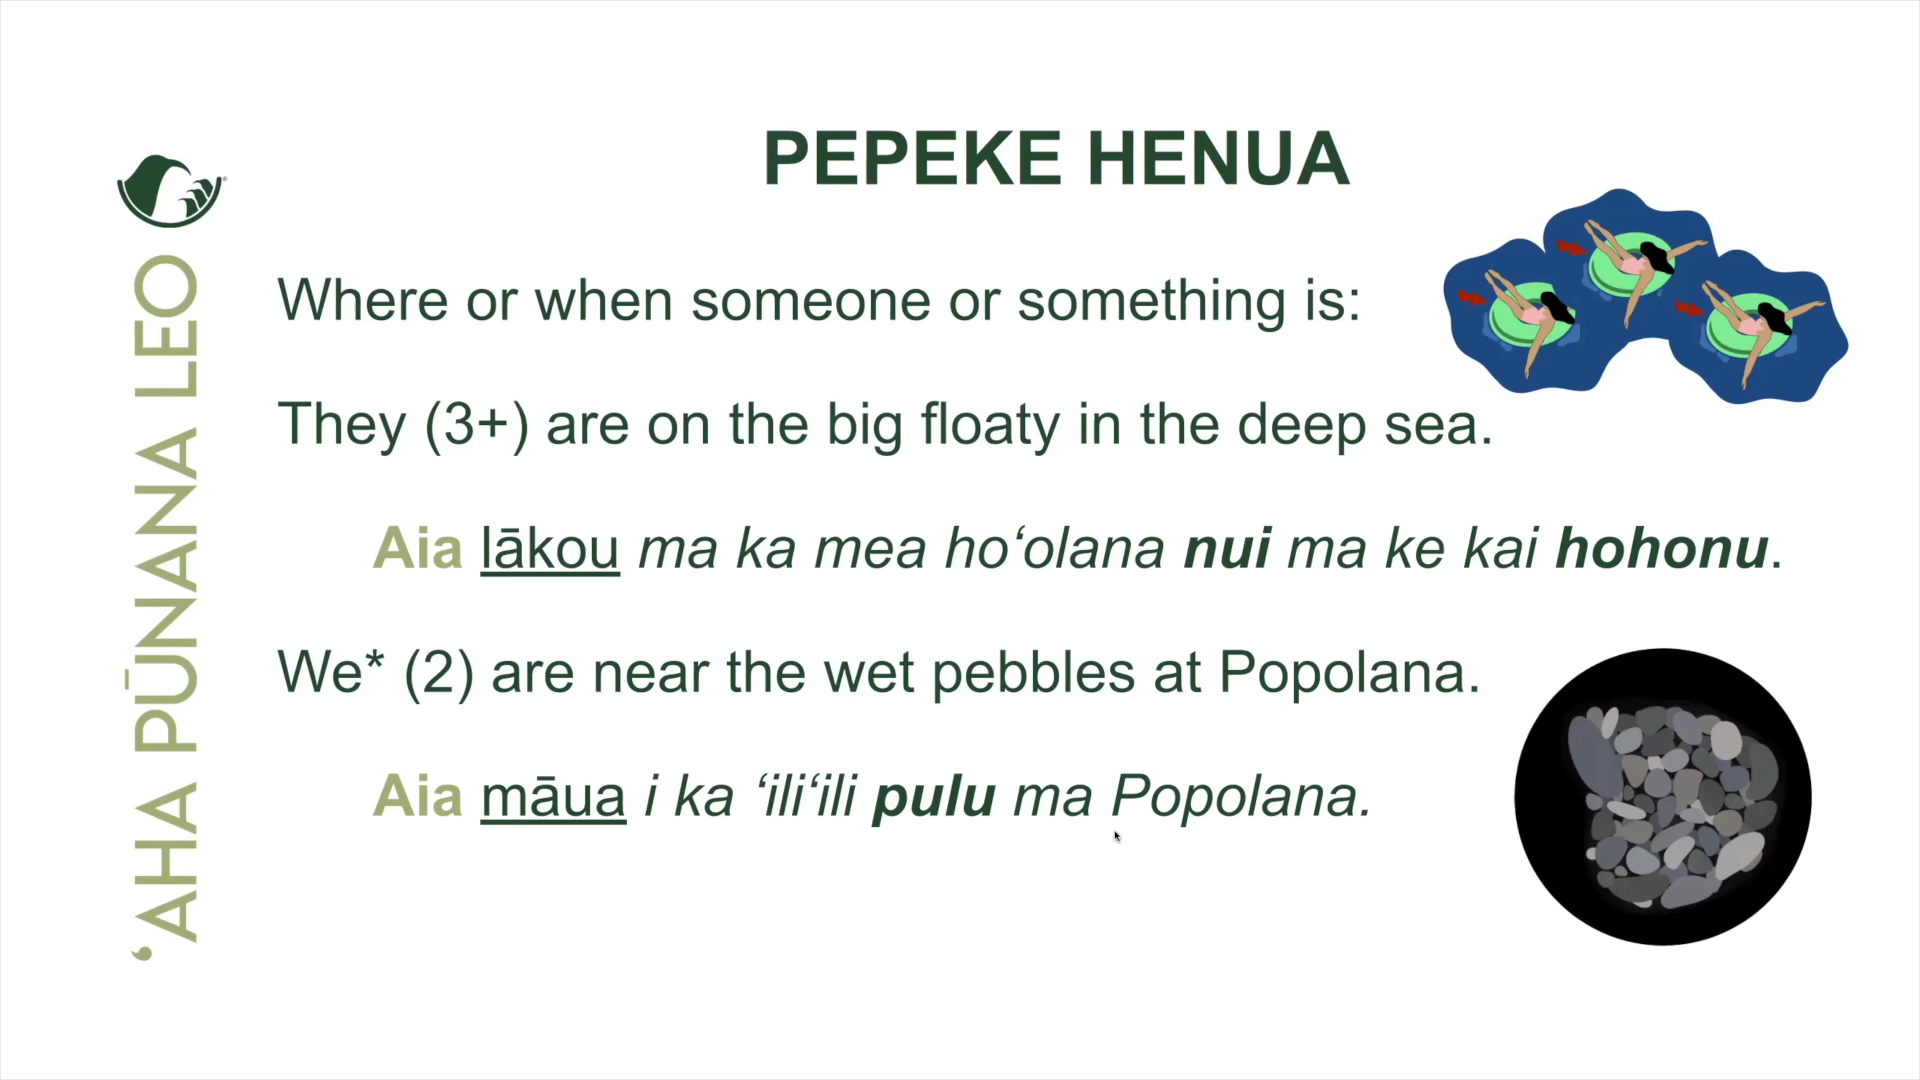 PEPEKE HENUA
ʻAHA PŪNANA LEO
Where or when someone or something is:
They (3+) are on the big floaty in the deep sea.
Aia lākou ma ka mea hoʻolana nui ma ke kai hohonu.
We* (2) are near the wet pebbles at Popolana.
Aia māua i ka ʻiliʻili pulu ma Popolana.